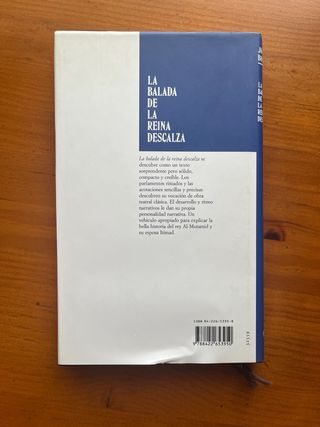 LA
BALADA
DE
LA
REINA
DESCALZA
La balada de la reina descalza se
descubre como un texto
sorprendente pero sólido,
compacto y creíble. Los
parlamentos rimados y las
acotaciones sencillas y precisas
descubren su vocación de obra
teatral clásica. El desarrollo y ritmo
narrativos le dan su propia
personalidad narrativa. Un
vehículo apropiado para explicar la
bella historia del rey Al-Mutamid y
su esposa Itimad.
9 788422 653950